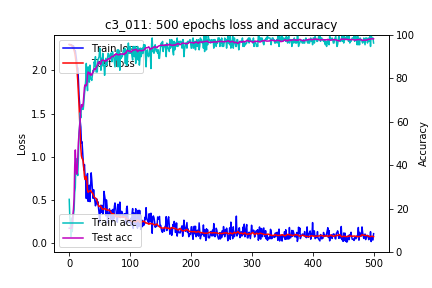 c3_011: 500 epochs loss and accuracy
Train loss
Test loss
2.0
1.5
1.0
0.5
0.0
Loss
100
80
60
40
20
0
Accuracy
Train acc
Test acc
0 100 200 300 400 500